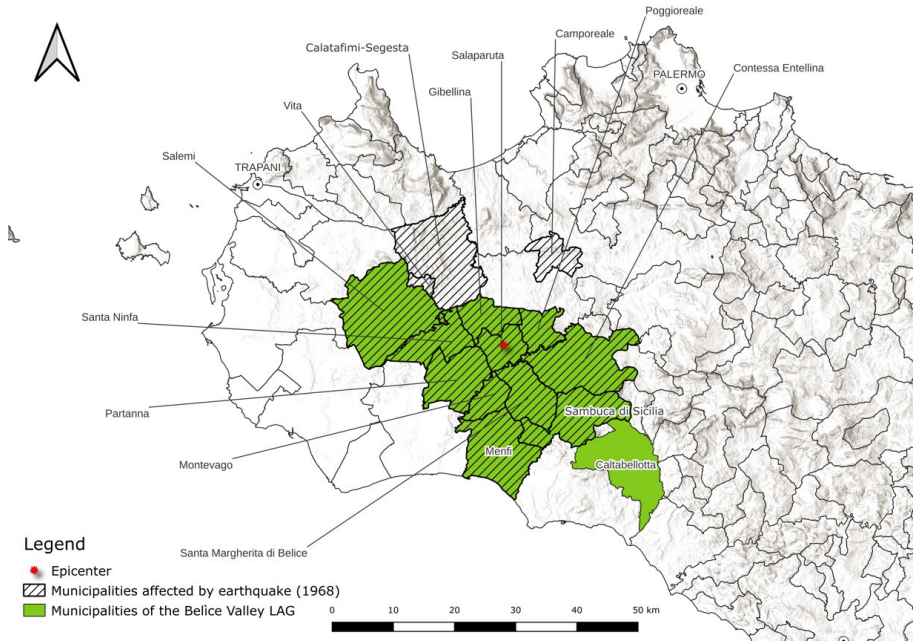 Poggioreale
Camporeale
Calatafimi-Segesta
Salaparuta
PALERMO
Contessa Entellina
Gibellina
Vita
Salemi
TRAPANI
Santa Ninfa
Partanna
Sambuca di Sicilia
Menfi
Caltabellotta
Montevago
Santa Margherita di Belice
Legend
Epicenter
Municipalities affected by earthquake (1968)
Municipalities of the Belìce Valley LAG
0 10 20 30 40 50 km